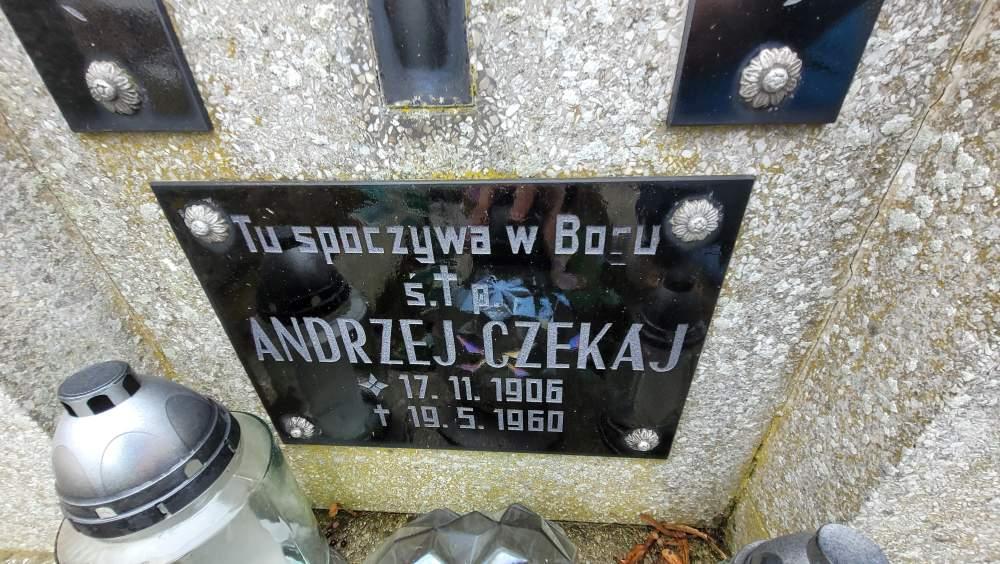 Tu spoczywa w Bogu
ś.†p.
ANDRZEJ CZEKAJ
17. 11. 1906
† 19. 5. 1960